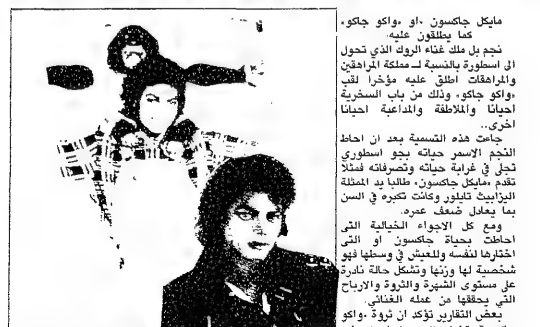 مايكل جاكسون ،او «واكو جاكو»
كما يطلقون عليه.
نجم بل ملك غناء الروك الذي تحول
الى اسطورة بالنسبة لـ مملكة المراهقين
والمراهقات اطلق عليه مؤخرا لقب
«واكو جاكو» وذلك من باب السخرية
احيانا والملاطفة والمداعبة احيانا
اخرى..
جاءت هذه التسمية بعد ان احاط
النجم الاسمر حياته بجو اسطوري
تجلى في غرابة حياته وتصرفاته فمثلا
تقدم «مايكل جاكسون» طالبا يد الممثلة
اليزابيث تايلور وكانت تكبره في السن
بما يعادل ضعف عمره.
ومع كل الاجواء الخيالية التي
احاطت بحياة جاكسون او التي
اختارها لنفسه وللعيش في وسطها فهو
شخصية لها وزنها وتشكل حالة نادرة
على مستوى الشهرة والثروة والارباح
التي يحققها من عمله الغنائي.
بعض التقارير تؤكد ان ثروة «واكو